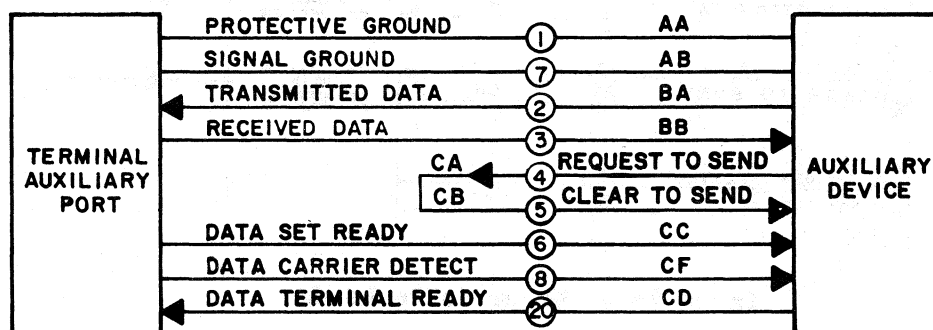 PROTECTIVE GROUND 1 AA
SIGNAL GROUND 7 AB
TRANSMITTED DATA 2 BA
RECEIVED DATA 3 BB
TERMINAL
AUXILIARY
PORT
CA 4 REQUEST TO SEND
CB 5 CLEAR TO SEND
AUXILIARY
DEVICE
DATA SET READY 6 CC
DATA CARRIER DETECT 8 CF
DATA TERMINAL READY 20 CD